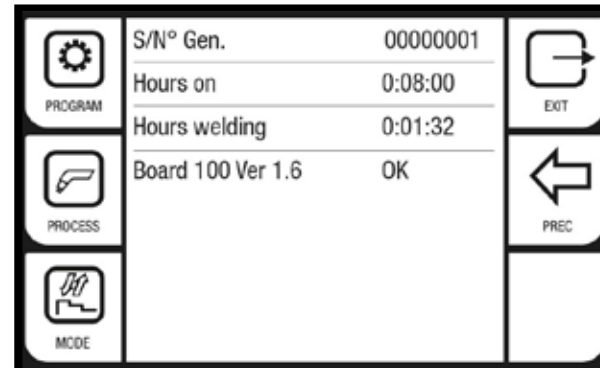 PROGRAM
PROCESS
MODE
S/N° Gen. 00000001
Hours on 0:08:00
Hours welding 0:01:32
Board 100 Ver 1.6 OK
EXIT
PREC